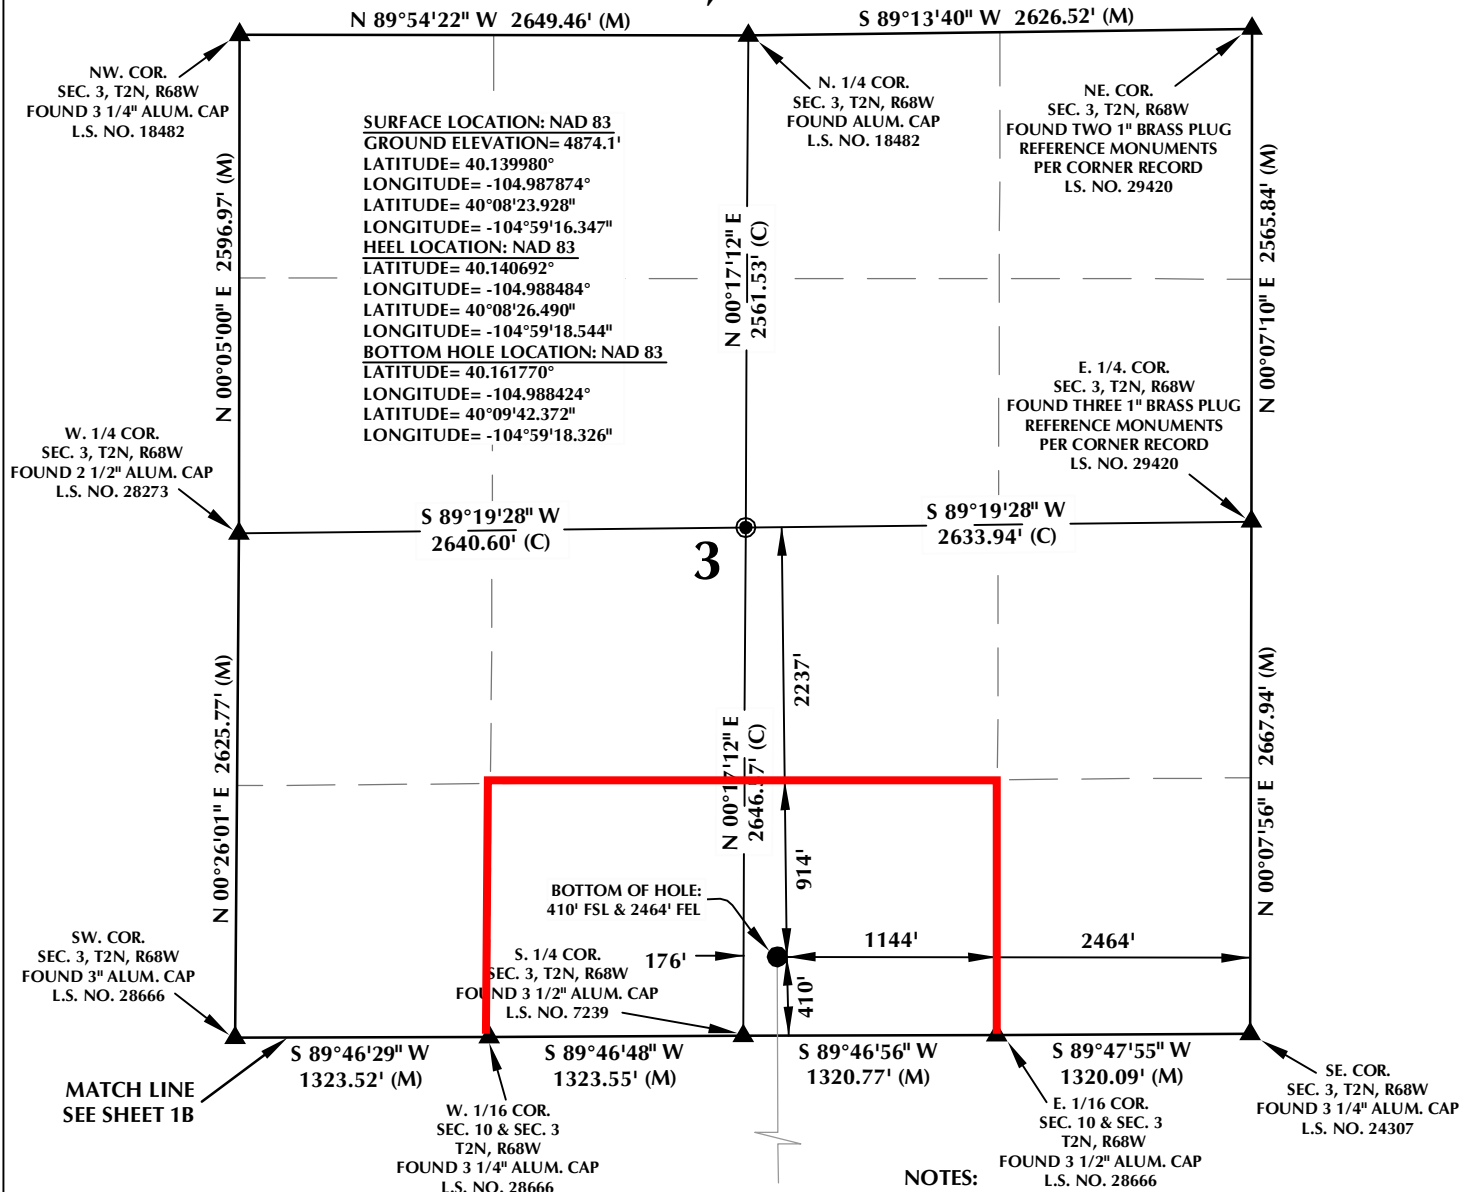 N 89°54'22" W 2649.46' (M)
S 89°13'40" W 2626.52' (M)
NW. COR.
SEC. 3, T2N, R68W
FOUND 3 1/4" ALUM. CAP
L.S. NO. 18482
N. 1/4 COR.
SEC. 3, T2N, R68W
FOUND ALUM. CAP
L.S. NO. 18482
NE. COR.
SEC. 3, T2N, R68W
FOUND TWO 1" BRASS PLUG
REFERENCE MONUMENTS
PER CORNER RECORD
LS. NO. 29420
SURFACE LOCATION: NAD 83
GROUND ELEVATION= 4874.1'
LATITUDE= 40.139980°
LONGITUDE= -104.987874°
LATITUDE= 40°08'23.928"
LONGITUDE= -104°59'16.347"
HEEL LOCATION: NAD 83
LATITUDE= 40.140692°
LONGITUDE= -104.988484°
LATITUDE= 40°08'26.490"
LONGITUDE= -104°59'18.544"
BOTTOM HOLE LOCATION: NAD 83
LATITUDE= 40.161770°
LONGITUDE= -104.988424°
LATITUDE= 40°09'42.372"
LONGITUDE= -104°59'18.326"
N 00°05'00" E 2596.97' (M)
N 00°17'12" E
2561.53' (C)
N 00°07'10" E 2565.84' (M)
W. 1/4 COR.
SEC. 3, T2N, R68W
FOUND 2 1/2" ALUM. CAP
L.S. NO. 28273
E. 1/4. COR.
SEC. 3, T2N, R68W
FOUND THREE 1" BRASS PLUG
REFERENCE MONUMENTS
PER CORNER RECORD
LS. NO. 29420
S 89°19'28" W
2640.60' (C)
S 89°19'28" W
2633.94' (C)
3
2237'
N 00°26'01" E 2625.77' (M)
N 00°17'12" E
(C)
N 00°07'56" E 2667.94' (M)
914'
BOTTOM OF HOLE:
410' FSL & 2464' FEL
1144'
2464'
176'
410'
SW. COR.
SEC. 3, T2N, R68W
FOUND 3" ALUM. CAP
L.S. NO. 28666
S. 1/4 COR.
SEC. 3, T2N, R68W
FOUND 3 1/2" ALUM. CAP
L.S. NO. 7239
S 89°46'29" W
1323.52' (M)
S 89°46'48" W
1323.55' (M)
S 89°46'56" W
1320.77' (M)
S 89°47'55" W
1320.09' (M)
MATCH LINE
SEE SHEET 1B
W. 1/16 COR.
SEC. 10 & SEC. 3
T2N, R68W
FOUND 3 1/4" ALUM. CAP
L.S. NO. 28666
E. 1/16 COR.
SEC. 10 & SEC. 3
T2N, R68W
FOUND 3 1/2" ALUM. CAP
L.S. NO. 28666
SE. COR.
SEC. 3, T2N, R68W
FOUND 3 1/4" ALUM. CAP
L.S. NO. 24307
NOTES: